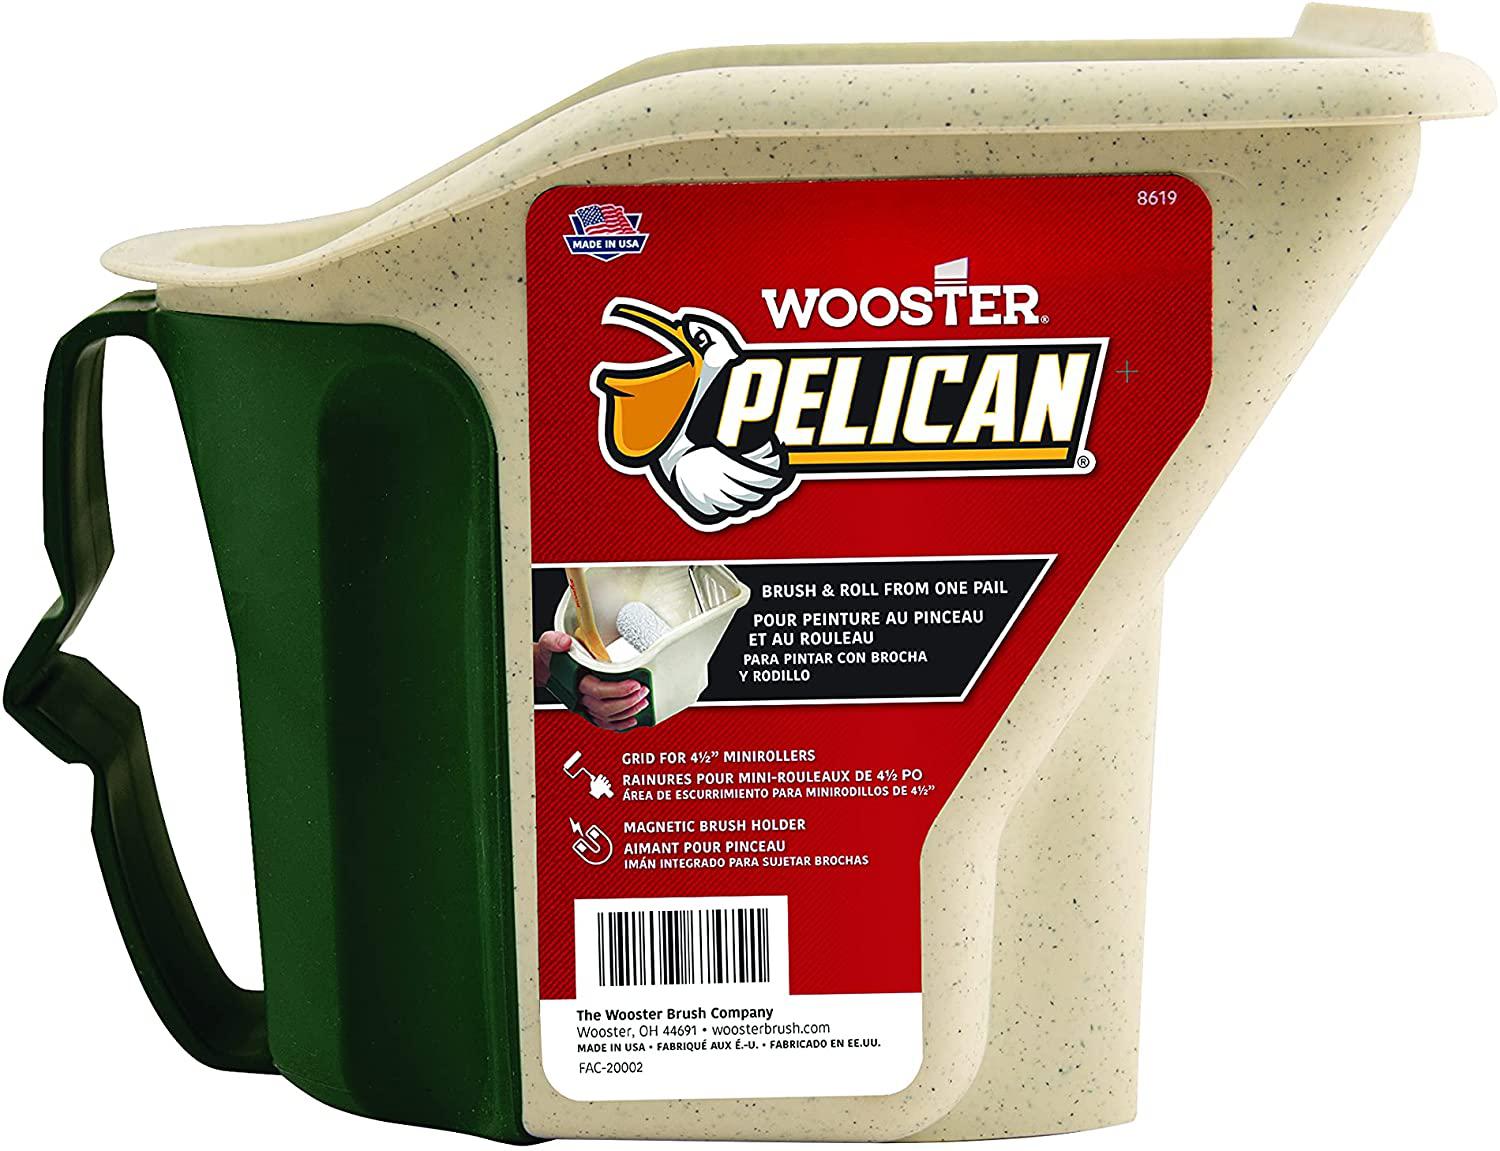 8619
MADE IN USA
WOOSTER®
PELICAN®
BRUSH & ROLL FROM ONE PAIL
POUR PEINTURE AU PINCEAU
ET AU ROULEAU
PARA PINTAR CON BROCHA
Y RODILLO
GRID FOR 4½” MINIROLLERS
RAINURES POUR MINI-ROULEAUX DE 4½ PO
ÁREA DE ESCURRIMIENTO PARA MINIRODILLOS DE 4½”
MAGNETIC BRUSH HOLDER
AIMANT POUR PINCEAU
IMÁN INTEGRADO PARA SUJETAR BROCHAS
The Wooster Brush Company
Wooster, OH 44691 • woosterbrush.com
MADE IN USA • FABRIQUÉ AUX É.-U. • FABRICADO EN EE.UU.
FAC-20002